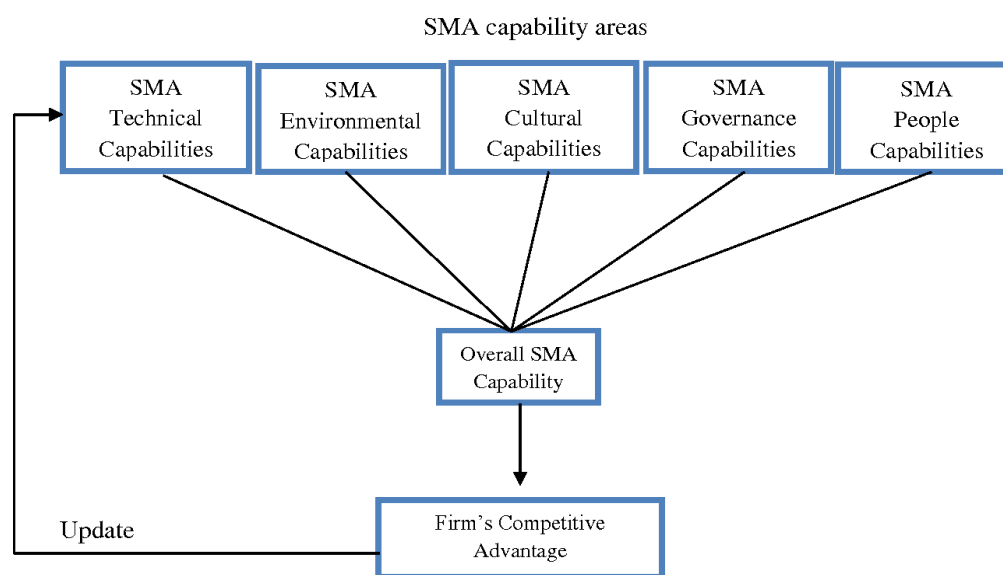 SMA capability areas
SMA
Technical
Capabilities
SMA
Environmental
Capabilities
SMA
Cultural
Capabilities
SMA
Governance
Capabilities
SMA
People
Capabilities
Overall SMA
Capability
Firm's Competitive
Advantage
Update